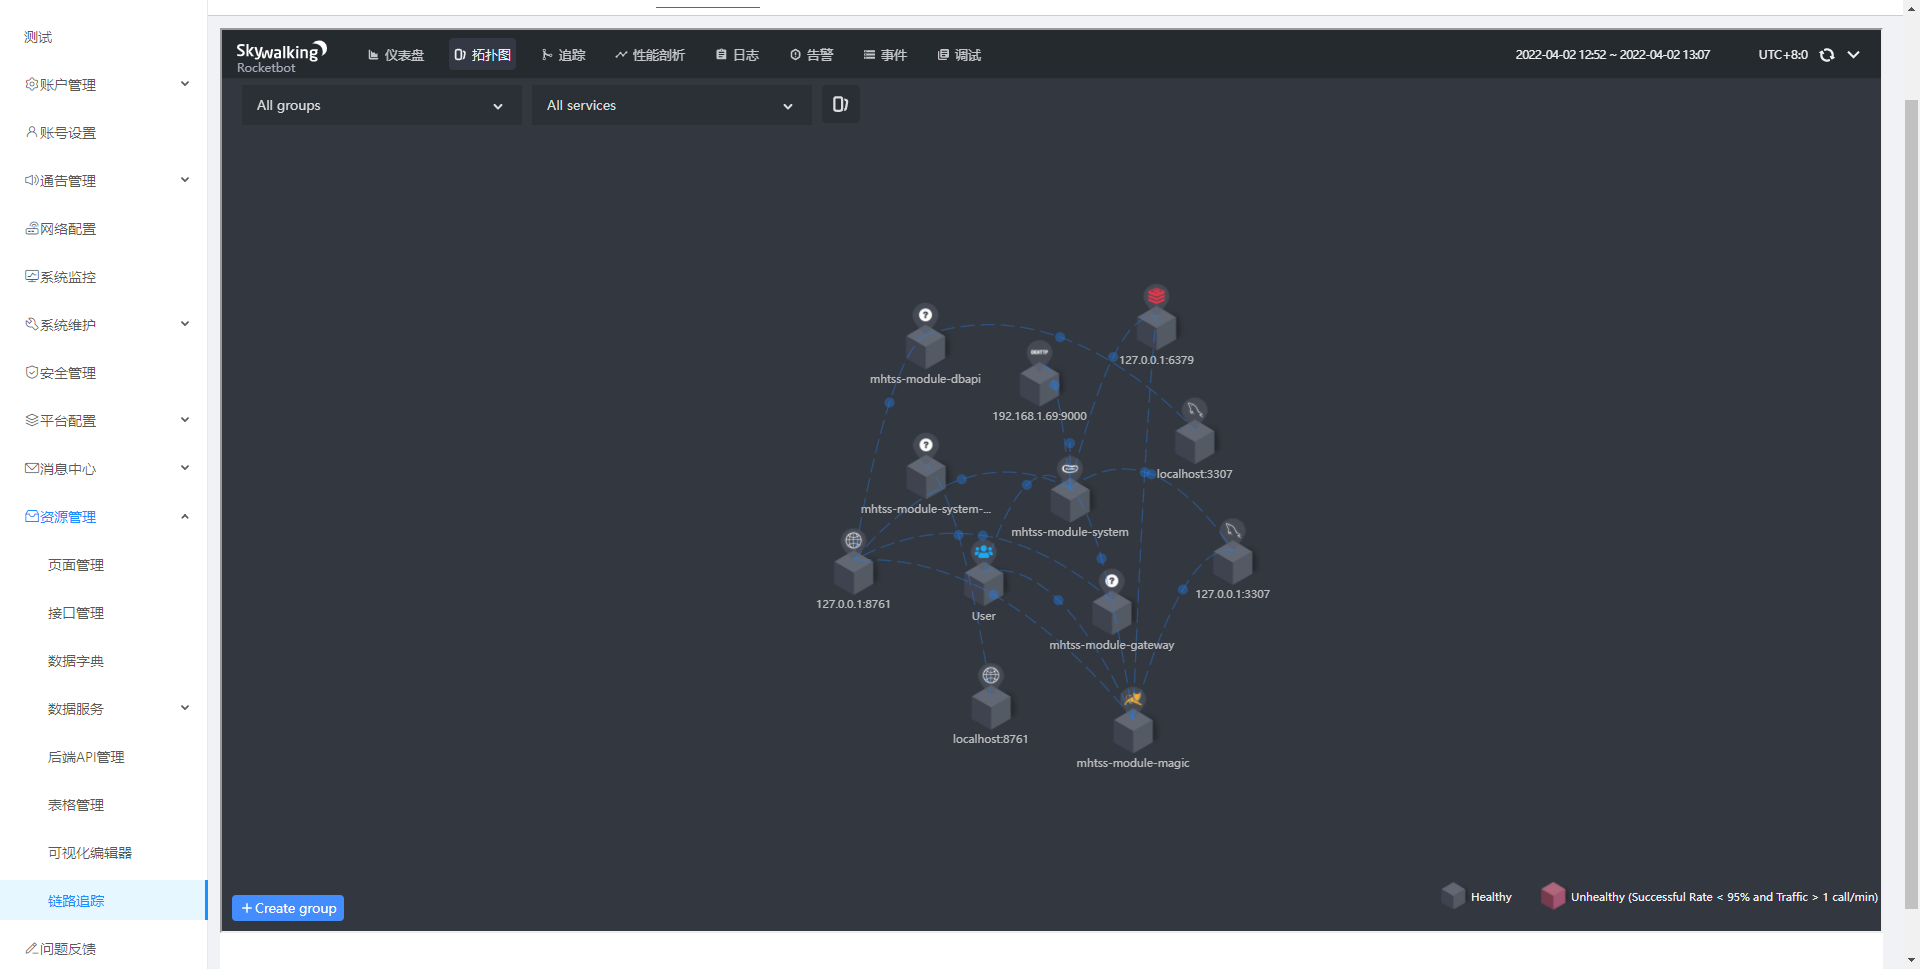 测试
账户管理
账号设置
通告管理
网络配置
系统监控
系统维护
安全管理
平台配置
消息中心
资源管理
页面管理
接口管理
数据字典
数据服务
后端API管理
表格管理
可视化编辑器
链路追踪
问题反馈
Skywalking
Rocketbot
仪表盘
拓扑图
追踪
性能剖析
日志
告警
事件
调试
2022-04-02 12:52 ~ 2022-04-02 13:07
UTC+8:0
All groups
All services
127.0.0.1:6379
mhtss-module-dbapi
192.168.1.69:9000
localhost:3307
mhtss-module-system-...
mhtss-module-system
127.0.0.1:8761
127.0.0.1:3307
User
mhtss-module-gateway
localhost:8761
mhtss-module-magic
+ Create group
Healthy
Unhealthy (Successful Rate < 95% and Traffic > 1 call/min)